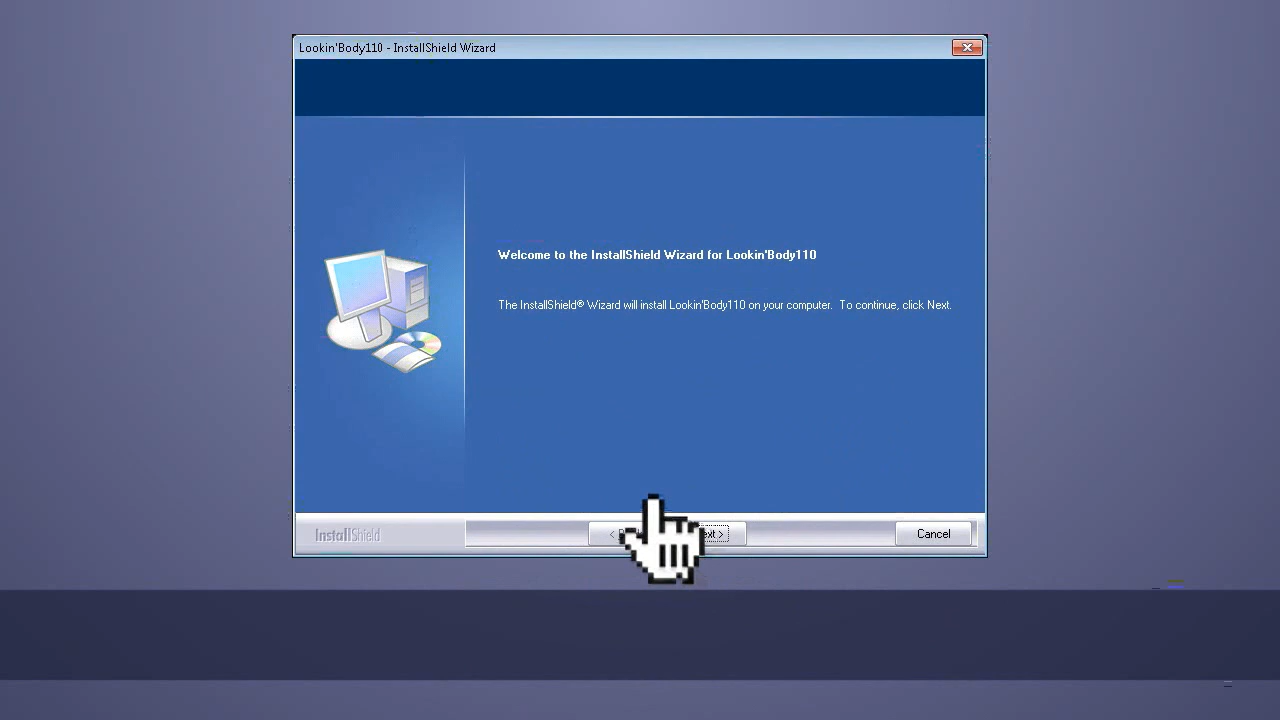 Lookin'Body110 - InstallShield Wizard
Welcome to the InstallShield Wizard for Lookin'Body110
The InstallShield® Wizard will install Lookin'Body110 on your computer.  To continue, click Next.
InstallShield
Cancel